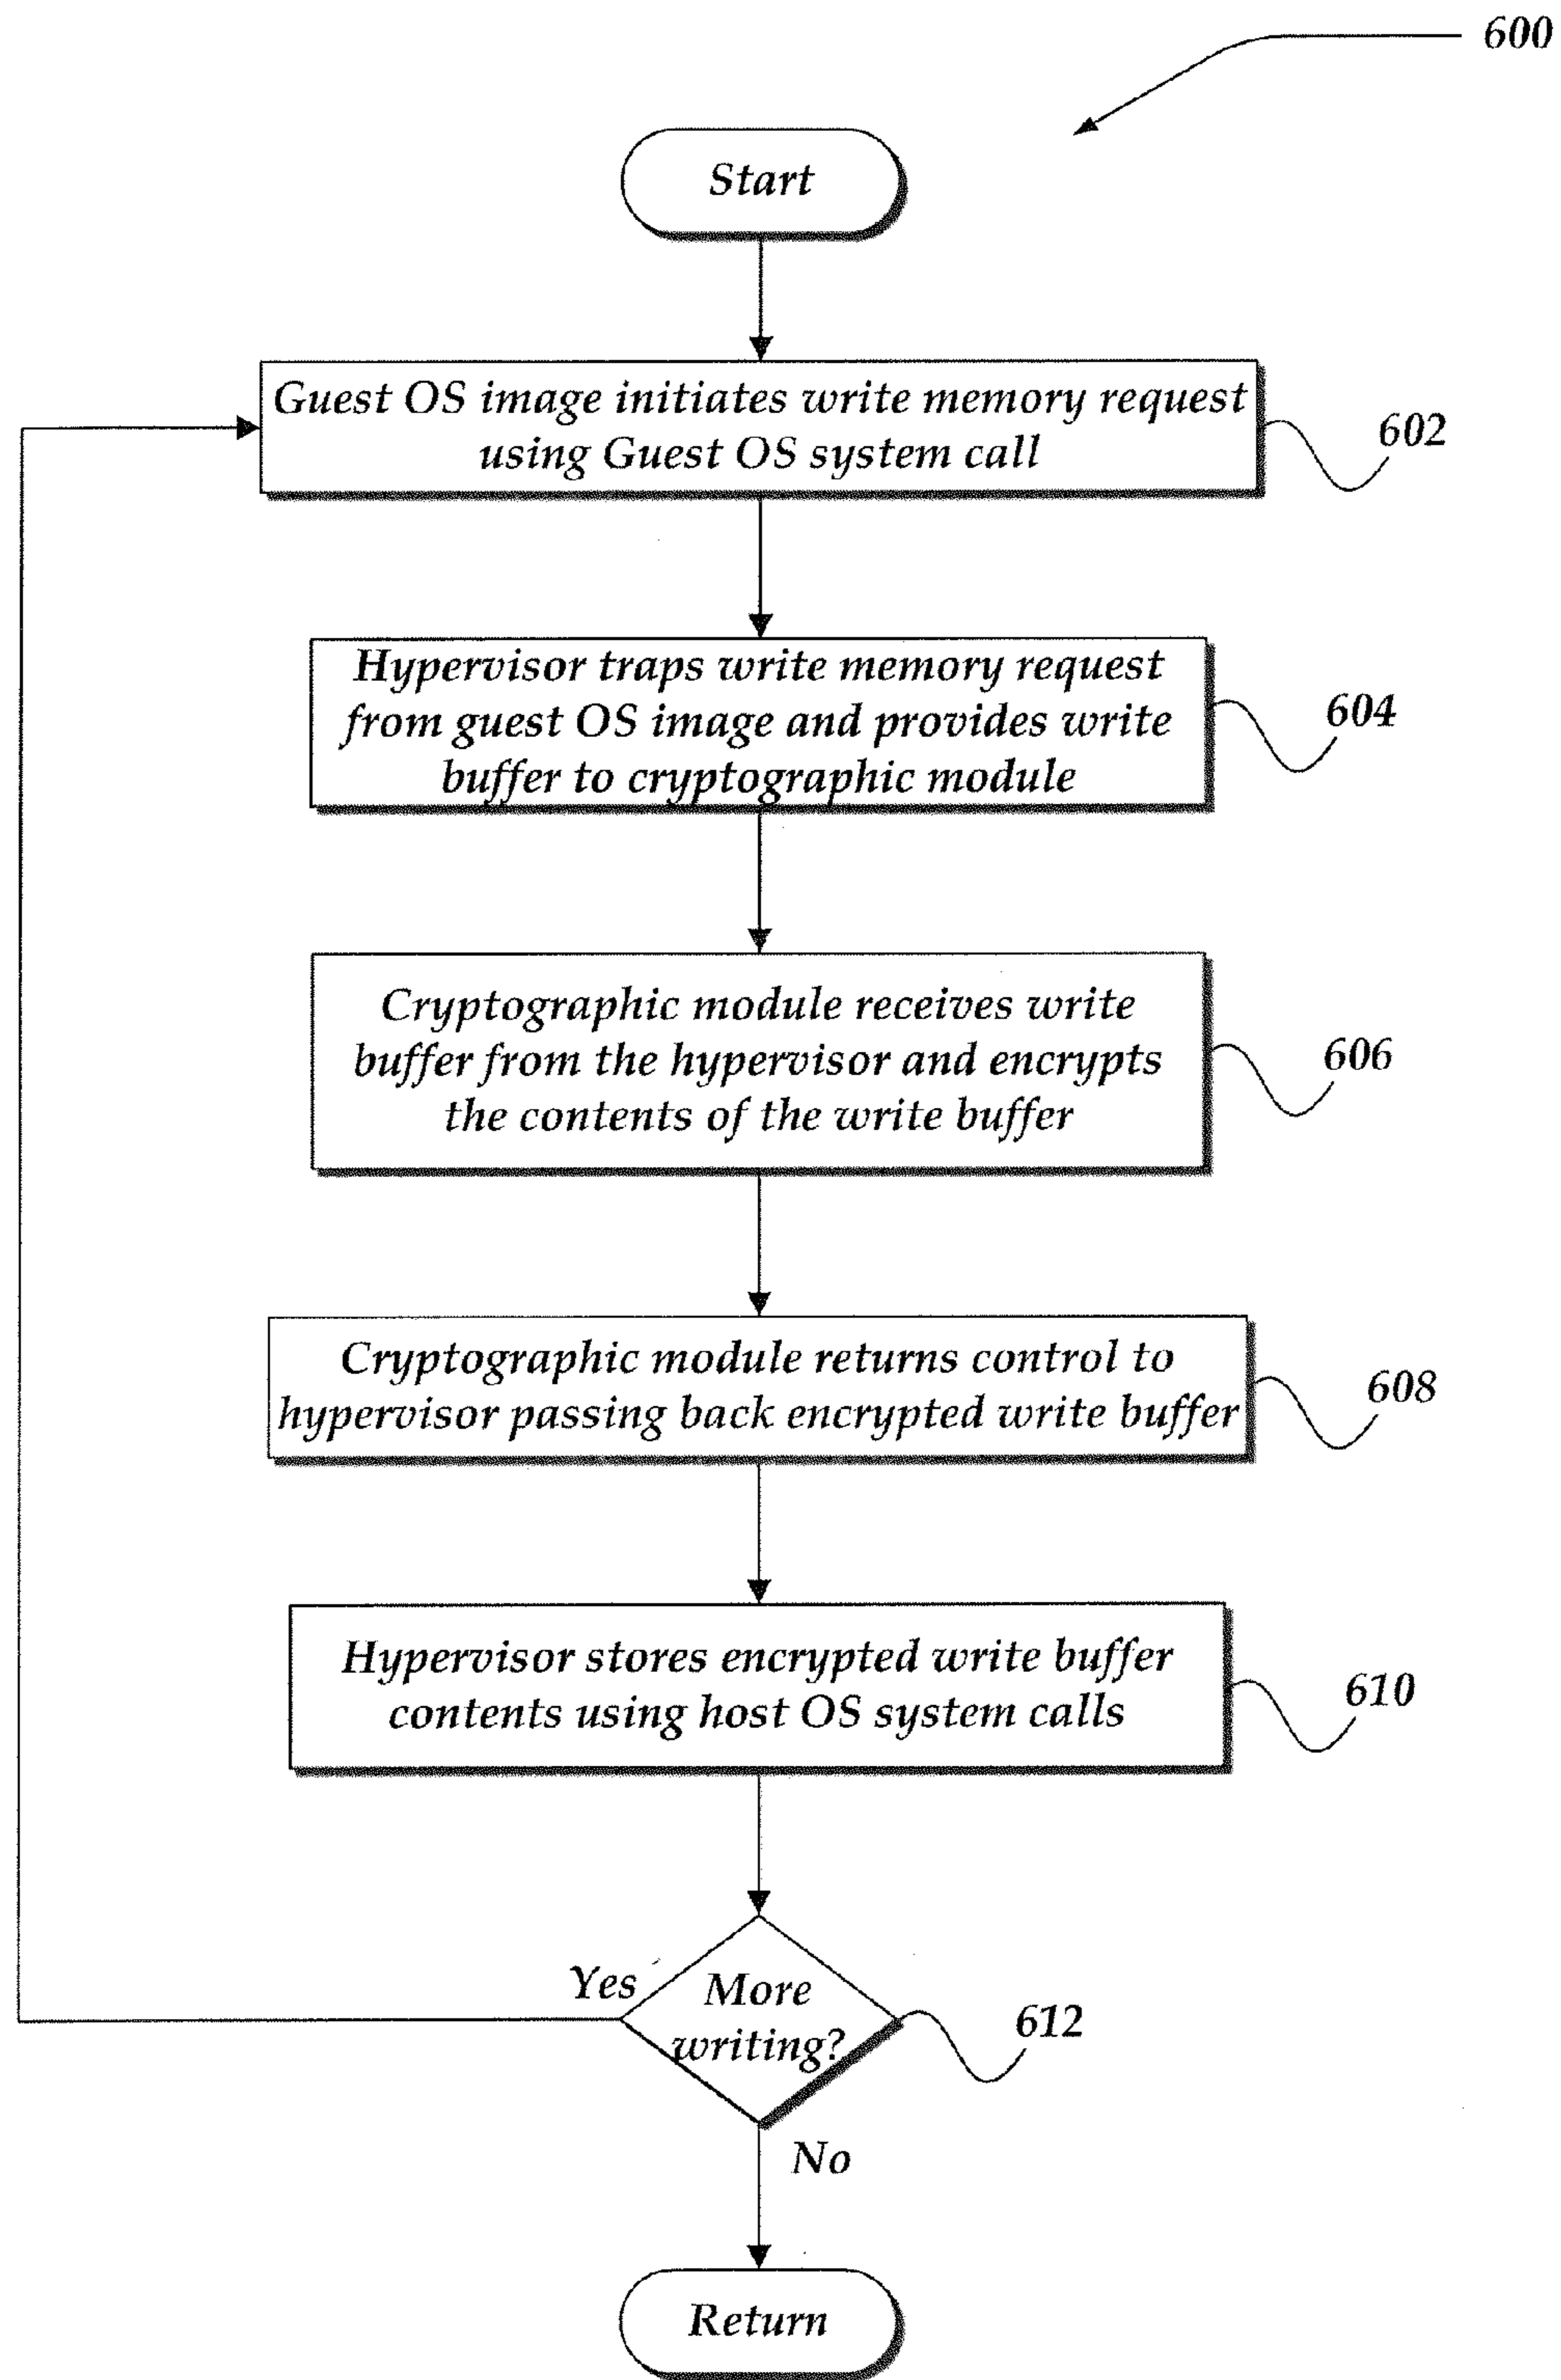 600
Start
Guest OS image initiates write memory request
using Guest OS system call
602
Hypervisor traps write memory request
from guest OS image and provides write
buffer to cryptographic module
604
Cryptographic module receives write
buffer from the hypervisor and encrypts
the contents of the write buffer
606
Cryptographic module returns control to
hypervisor passing back encrypted write buffer
608
Hypervisor stores encrypted write buffer
contents using host OS system calls
610
Yes
More
writing?
612
No
Return